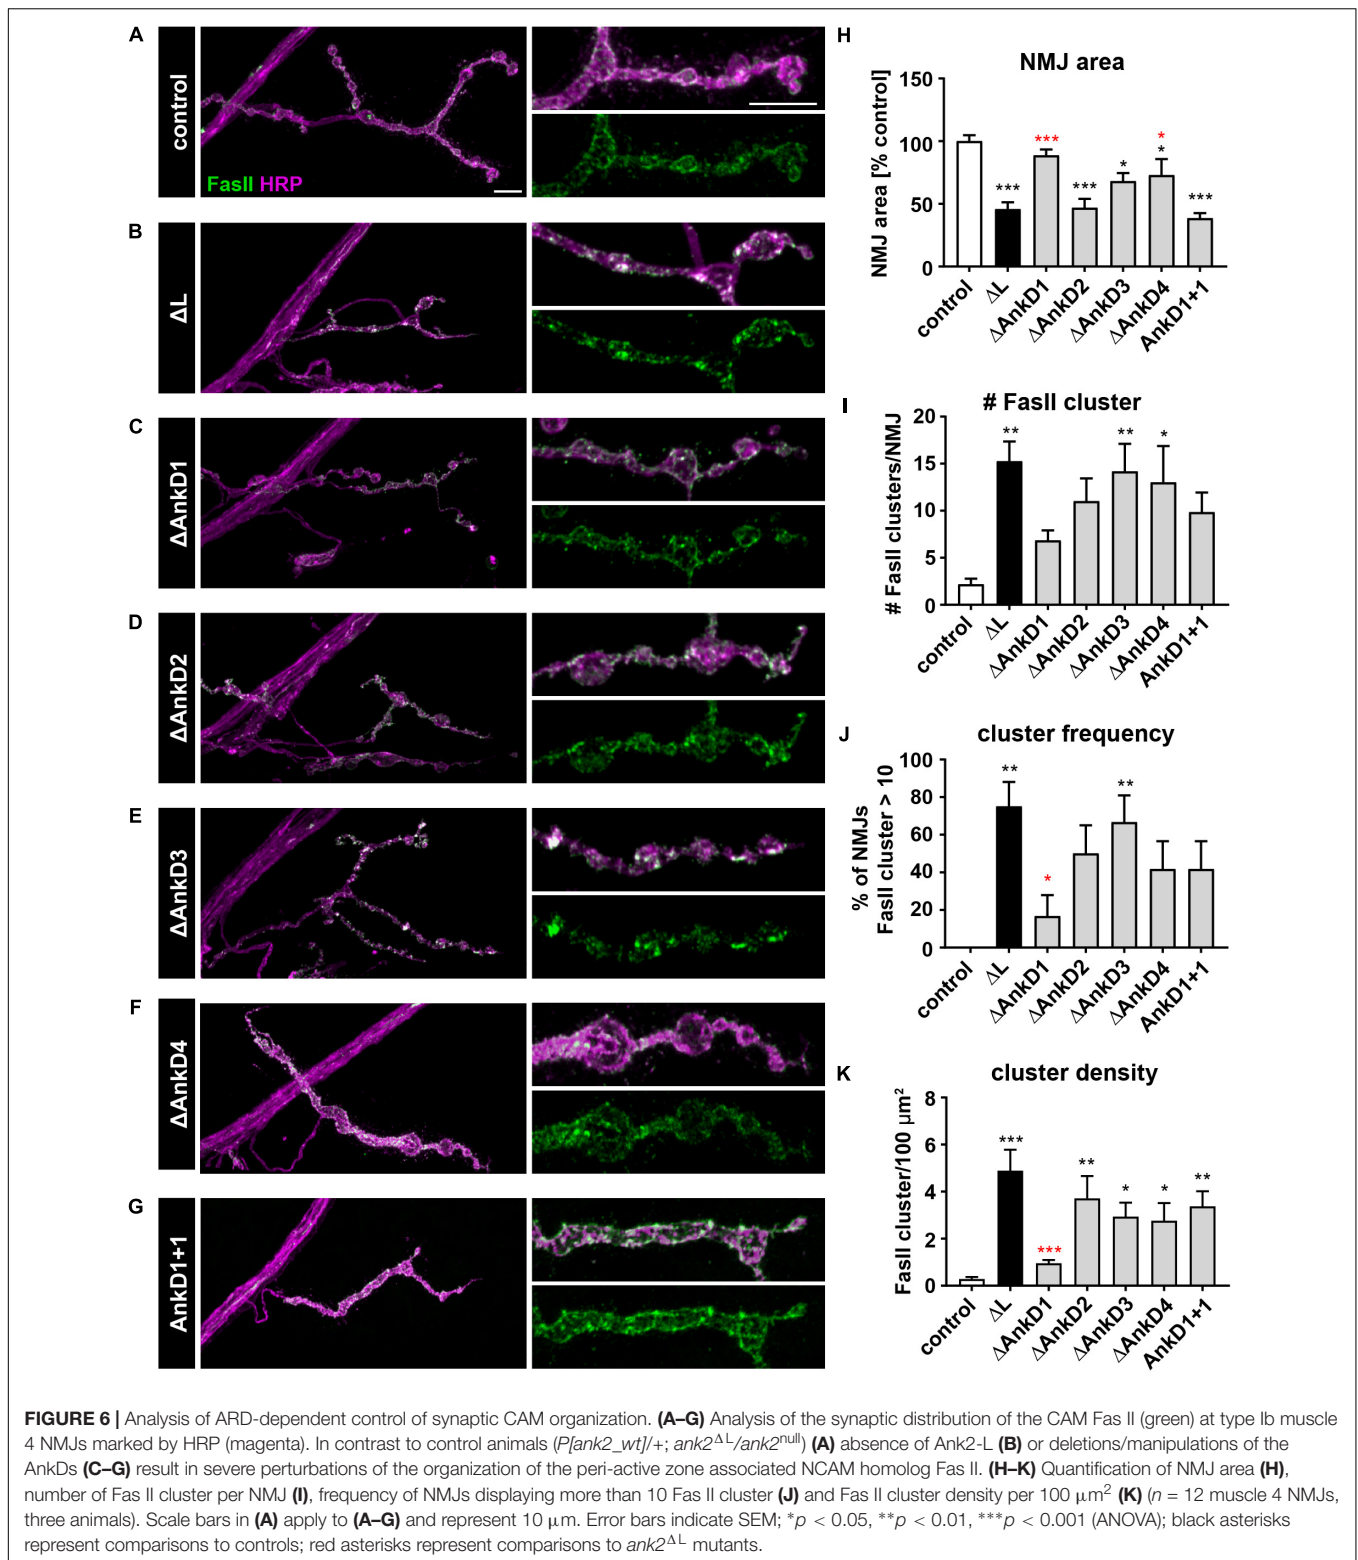 A
control
FasII HRP
B
ΔL
C
ΔAnkD1
D
ΔAnkD2
E
ΔAnkD3
F
ΔAnkD4
G
AnkD1+1
H
NMJ area
NMJ area [% control]
150
100
50
0
***
***
***
*
*
*
***
control
ΔL
ΔAnkD1
ΔAnkD2
ΔAnkD3
ΔAnkD4
AnkD1+1
I
# FasII cluster
# FasII clusters/NMJ
20
15
10
5
0
**
**
*
control
ΔL
ΔAnkD1
ΔAnkD2
ΔAnkD3
ΔAnkD4
AnkD1+1
J
cluster frequency
% of NMJs
FasII cluster > 10
100
80
60
40
20
0
**
*
**
control
ΔL
ΔAnkD1
ΔAnkD2
ΔAnkD3
ΔAnkD4
AnkD1+1
K
cluster density
FasII cluster/100 µm²
8
6
4
2
0
***
***
**
*
*
**
control
ΔL
ΔAnkD1
ΔAnkD2
ΔAnkD3
ΔAnkD4
AnkD1+1
FIGURE 6 | Analysis of ARD-dependent control of synaptic CAM organization. (A–G) Analysis of the synaptic distribution of the CAM Fas II (green) at type Ib muscle
4 NMJs marked by HRP (magenta). In contrast to control animals (P[ank2_wt]/+; ank2^ΔL/ank2^null) (A) absence of Ank2-L (B) or deletions/manipulations of the
AnkDs (C–G) result in severe perturbations of the organization of the peri-active zone associated NCAM homolog Fas II. (H–K) Quantification of NMJ area (H),
number of Fas II cluster per NMJ (I), frequency of NMJs displaying more than 10 Fas II cluster (J) and Fas II cluster density per 100 µm² (K) (n = 12 muscle 4 NMJs,
three animals). Scale bars in (A) apply to (A–G) and represent 10 µm. Error bars indicate SEM; *p < 0.05, **p < 0.01, ***p < 0.001 (ANOVA); black asterisks
represent comparisons to controls; red asterisks represent comparisons to ank2^ΔL mutants.